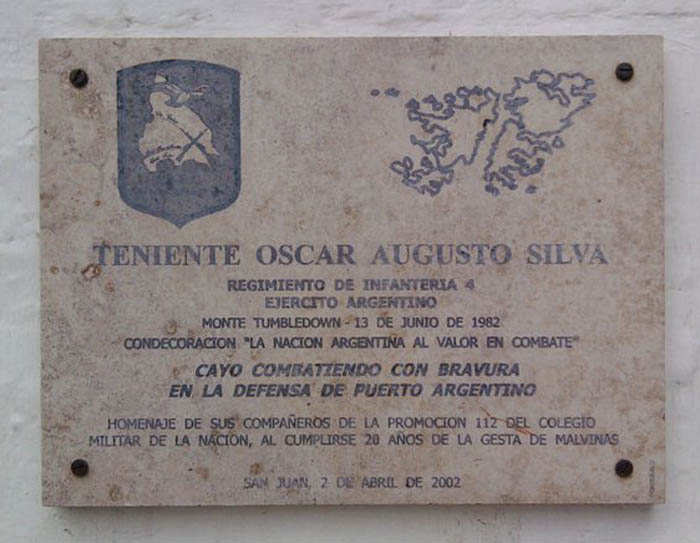 TENIENTE OSCAR AUGUSTO SILVA
REGIMIENTO DE INFANTERIA 4
EJERCITO ARGENTINO
MONTE TUMBLEDOWN - 13 DE JUNIO DE 1982
CONDECORACION "LA NACION ARGENTINA AL VALOR EN COMBATE"
CAYO COMBATIENDO CON BRAVURA
EN LA DEFENSA DE PUERTO ARGENTINO
HOMENAJE DE SUS COMPAÑEROS DE LA PROMOCION 112 DEL COLEGIO
MILITAR DE LA NACION, AL CUMPLIRSE 20 AÑOS DE LA GESTA DE MALVINAS
SAN JUAN, 2 DE ABRIL DE 2002